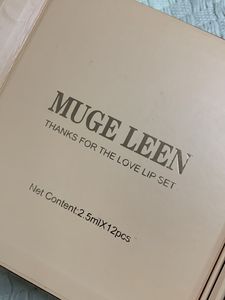 MUGE LEEN
THANKS FOR THE LOVE LIP SET
Net Content:2.5mlX12pcs